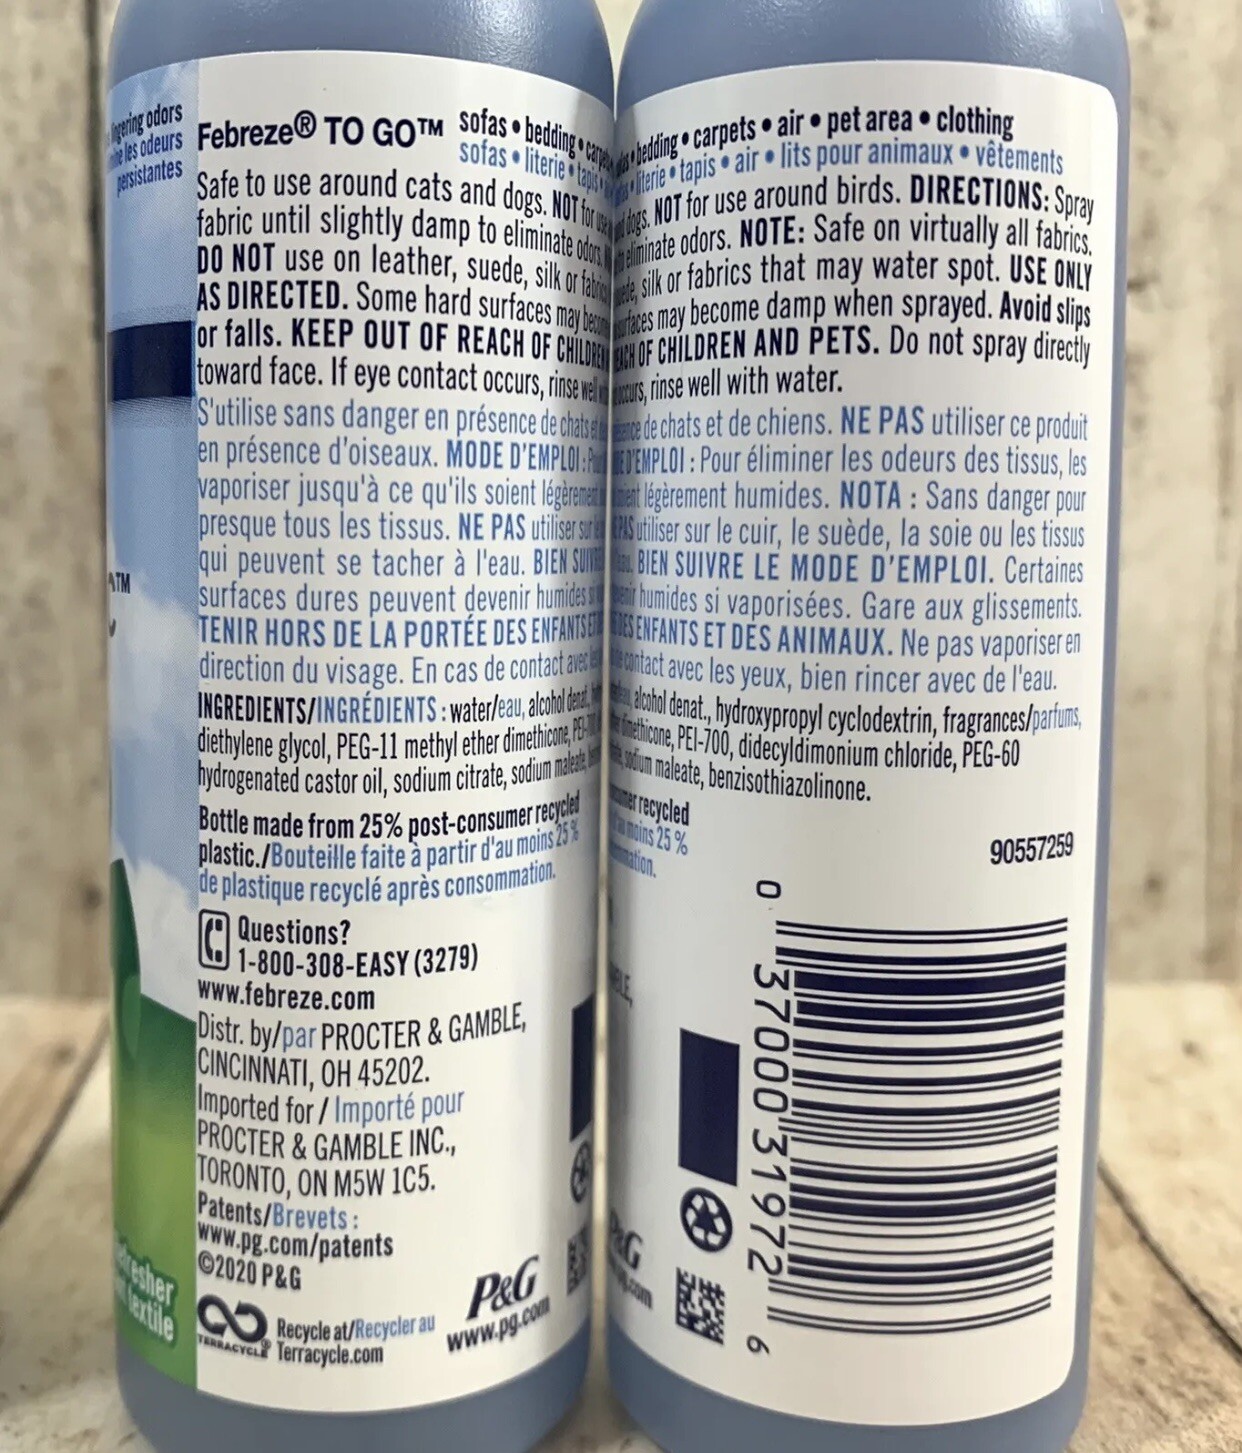 lingering odors
les odeurs
persistantes
Febreze® TO GO™
sofas • bedding • carpe
sofas • literie • tapis •
Safe to use around cats and dogs. NOT for use
fabric until slightly damp to eliminate odors.
DO NOT use on leather, suede, silk or fabric
AS DIRECTED. Some hard surfaces may become
or falls. KEEP OUT OF REACH OF CHILDREN
toward face. If eye contact occurs, rinse well
S'utilise sans danger en présence de chats et
en présence d'oiseaux. MODE D'EMPLOI : Pour
vaporiser jusqu'à ce qu'ils soient légèrement
presque tous les tissus. NE PAS utiliser sur le
qui peuvent se tacher à l'eau. BIEN SUIVRE
surfaces dures peuvent devenir humides si
TENIR HORS DE LA PORTÉE DES ENFANTS ET
direction du visage. En cas de contact avec les
INGREDIENTS/INGRÉDIENTS : water/eau, alcohol denat.,
diethylene glycol, PEG-11 methyl ether dimethicone, PEI-700,
hydrogenated castor oil, sodium citrate, sodium maleate,
Bottle made from 25% post-consumer recycled
plastic./Bouteille faite à partir d'au moins 25 %
de plastique recyclé après consommation.
Questions?
1-800-308-EASY (3279)
www.febreze.com
Distr. by/par PROCTER & GAMBLE,
CINCINNATI, OH 45202.
Imported for / Importé pour
PROCTER & GAMBLE INC.,
TORONTO, ON M5W 1C5.
Patents/Brevets :
www.pg.com/patents
©2020 P&G
TERRACYCLE®
Recycle at/Recycler au
Terracycle.com
P&G
www.pg.com
™
efresher
textile
bedding • carpets • air • pet area • clothing
literie • tapis • air • lits pour animaux • vêtements
dogs. NOT for use around birds. DIRECTIONS: Spray
eliminate odors. NOTE: Safe on virtually all fabrics.
suede, silk or fabrics that may water spot. USE ONLY
surfaces may become damp when sprayed. Avoid slips
REACH OF CHILDREN AND PETS. Do not spray directly
occurs, rinse well with water.
de chats et de chiens. NE PAS utiliser ce produit
D'EMPLOI : Pour éliminer les odeurs des tissus, les
soient légèrement humides. NOTA : Sans danger pour
PAS utiliser sur le cuir, le suède, la soie ou les tissus
BIEN SUIVRE LE MODE D'EMPLOI. Certaines
humides si vaporisées. Gare aux glissements.
DES ENFANTS ET DES ANIMAUX. Ne pas vaporiser en
contact avec les yeux, bien rincer avec de l'eau.
alcohol denat., hydroxypropyl cyclodextrin, fragrances/parfums,
dimethicone, PEI-700, didecyldimonium chloride, PEG-60
sodium maleate, benzisothiazolinone.
recycled
moins 25 %
90557259
0 37000 31972 6